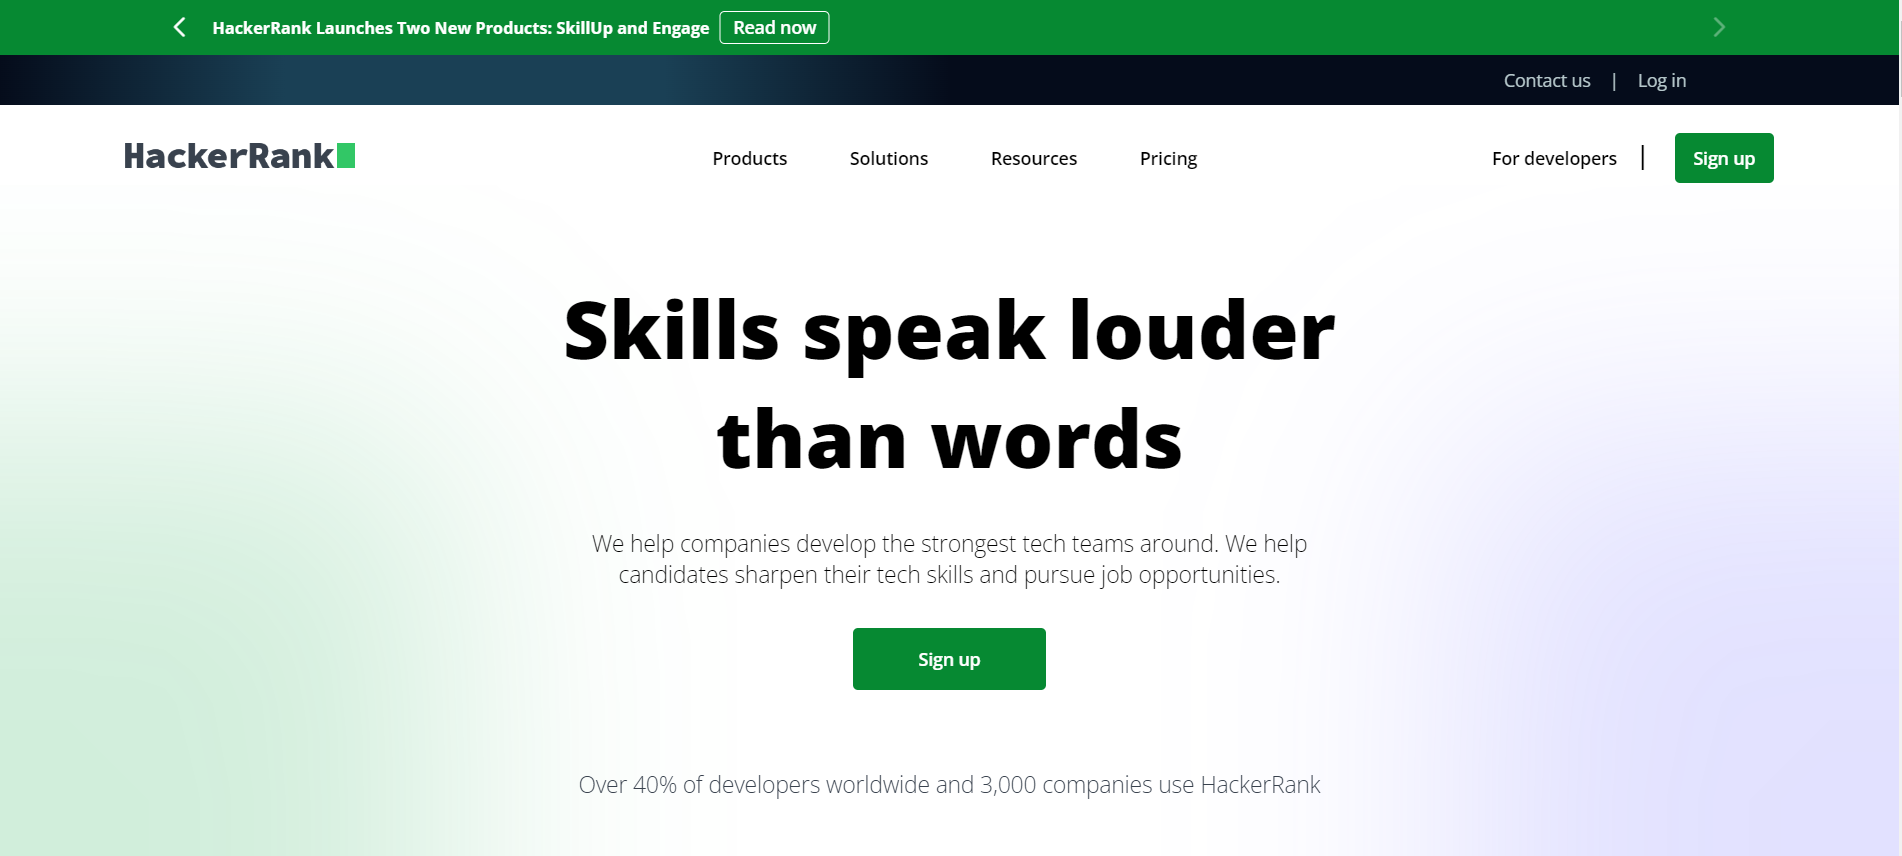 HackerRank Launches Two New Products: SkillUp and Engage Read now
Contact us | Log in
HackerRank
Products Solutions Resources Pricing For developers | Sign up
Skills speak louder
than words
We help companies develop the strongest tech teams around. We help
candidates sharpen their tech skills and pursue job opportunities.
Sign up
Over 40% of developers worldwide and 3,000 companies use HackerRank